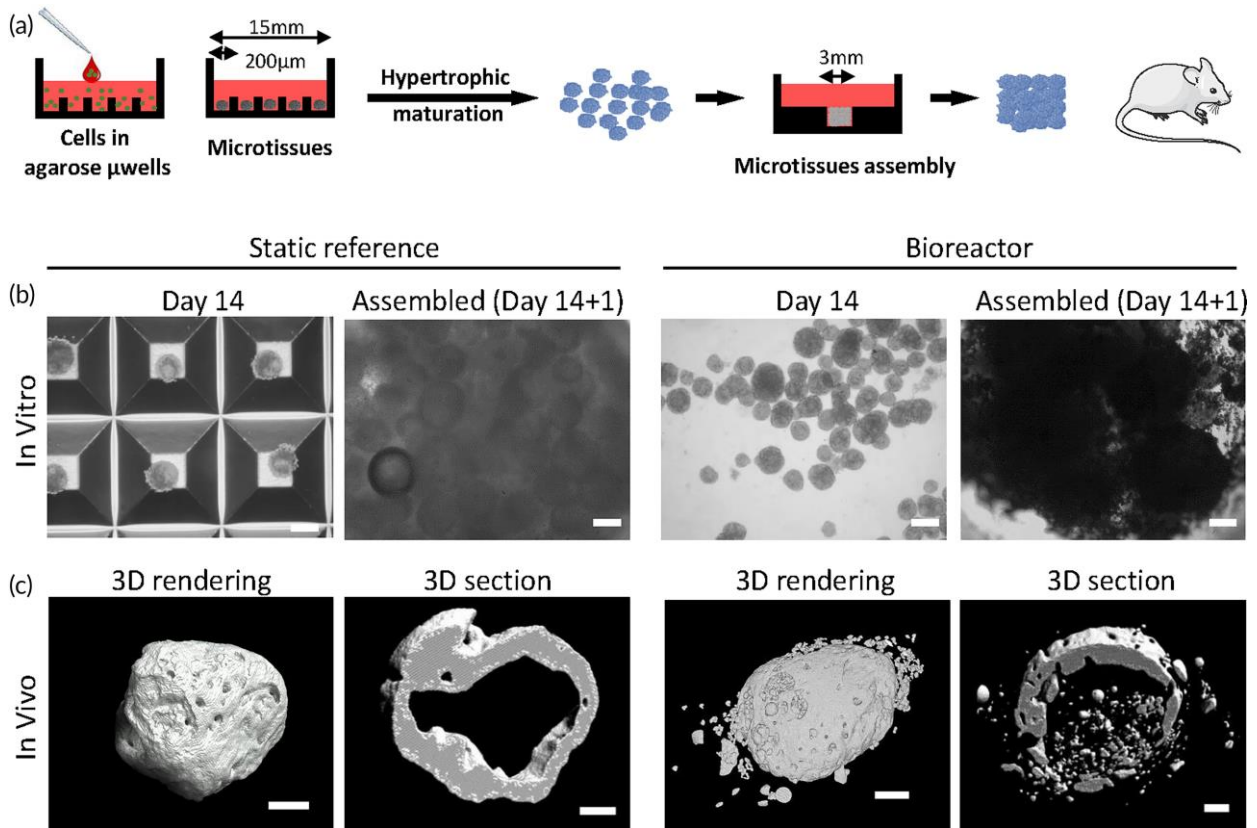 (a)
15mm
200µm
Cells in
agarose µwells
Microtissues
Hypertrophic
maturation
3mm
Microtissues assembly
Static reference
Bioreactor
(b)
Day 14
Assembled (Day 14+1)
Day 14
Assembled (Day 14+1)
In Vitro
(c)
3D rendering
3D section
3D rendering
3D section
In Vivo